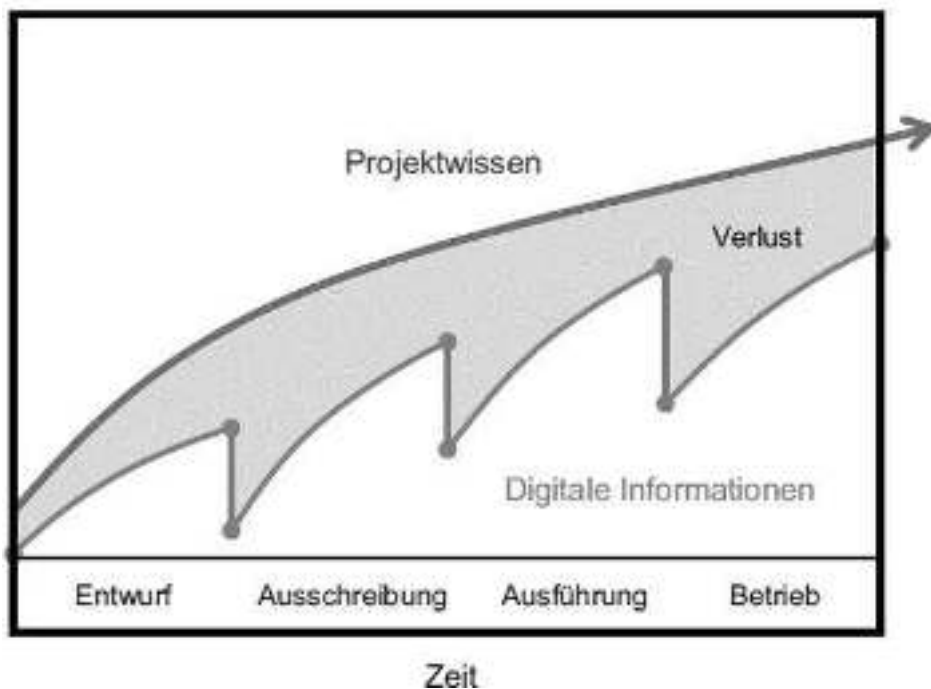 Projektwissen
Verlust
Digitale Informationen
Entwurf Ausschreibung Ausführung Betrieb
Zeit